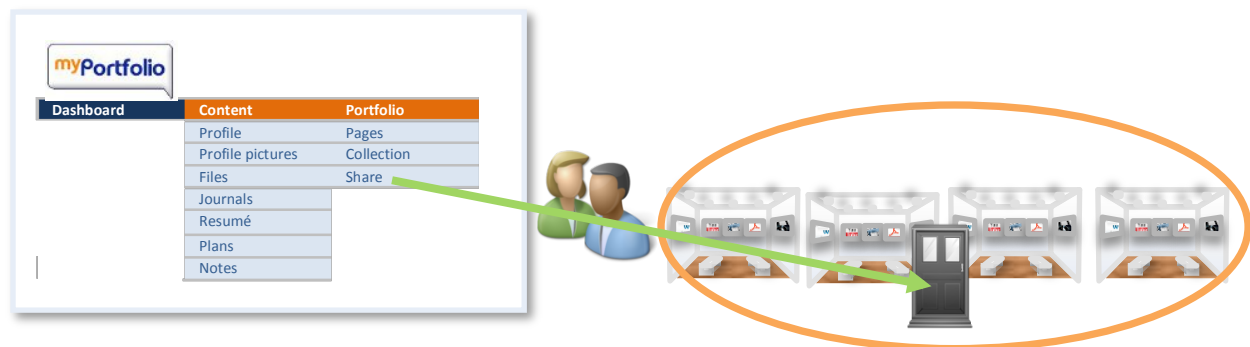 myPortfolio
Dashboard Content Portfolio
Profile Pages
Profile pictures Collection
Files Share
Journals
Resumé
Plans
Notes